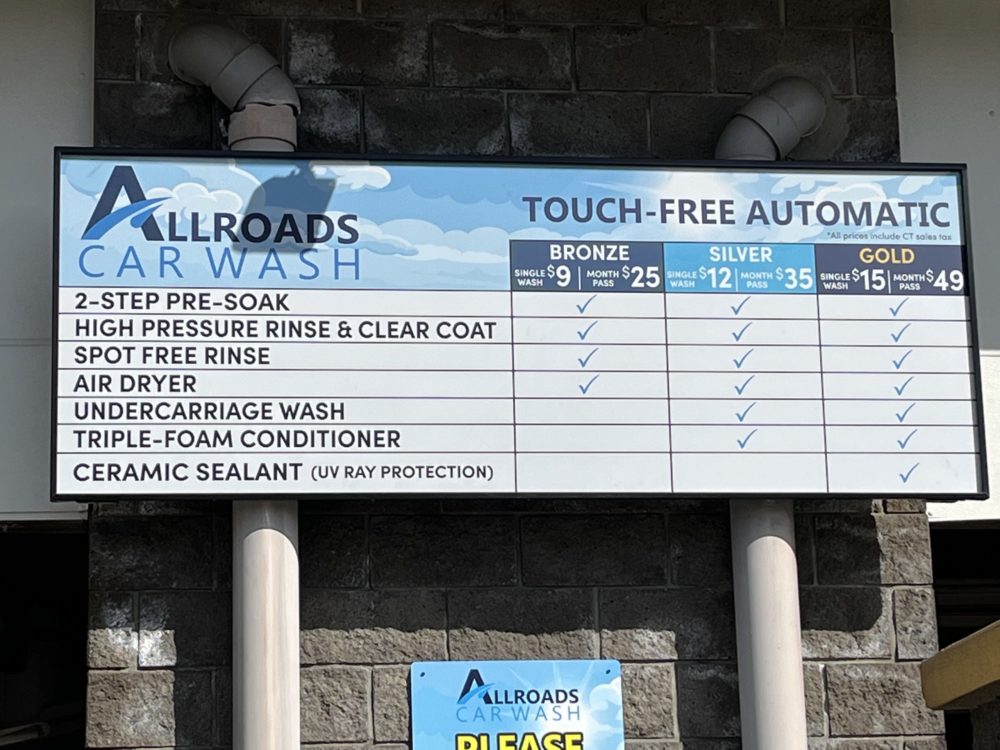 ALLROADS
CAR WASH
TOUCH-FREE AUTOMATIC
*All prices include CT sales tax
BRONZE SILVER GOLD
SINGLE WASH $9 | MONTH PASS $25 SINGLE WASH $12 | MONTH PASS $35 SINGLE WASH $15 | MONTH PASS $49
2-STEP PRE-SOAK ✓ ✓ ✓
HIGH PRESSURE RINSE & CLEAR COAT ✓ ✓ ✓
SPOT FREE RINSE ✓ ✓ ✓
AIR DRYER ✓ ✓ ✓
UNDERCARRIAGE WASH ✓ ✓
TRIPLE-FOAM CONDITIONER ✓ ✓
CERAMIC SEALANT (UV RAY PROTECTION) ✓
ALLROADS
CAR WASH
PLEASE